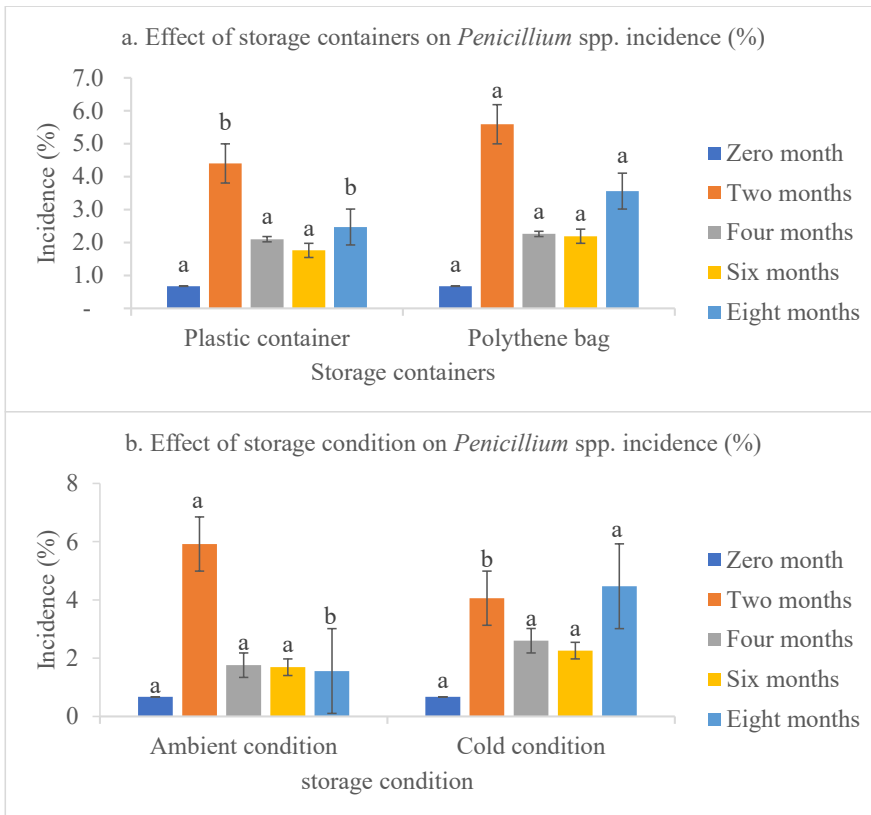 a. Effect of storage containers on Penicillium spp. incidence (%)
7.0
6.0
5.0
4.0
3.0
2.0
1.0
-
Incidence (%)
a
b
a
a
b
a
a
a
a
a
Plastic container
Polythene bag
Storage containers
Zero month
Two months
Four months
Six months
Eight months
b. Effect of storage condition on Penicillium spp. incidence (%)
8
6
4
2
0
Incidence (%)
a
a
a
a
b
a
b
a
a
a
Ambient condition
Cold condition
storage condition
Zero month
Two months
Four months
Six months
Eight months